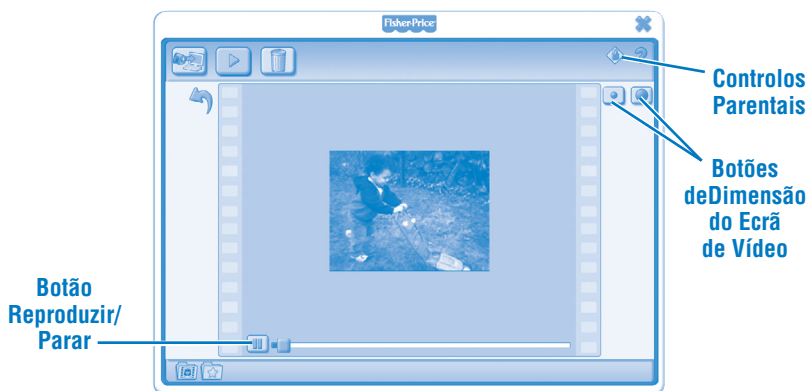 Fisher-Price
?
Controlos
Parentais
Botões
deDimensão
do Ecrã
de Vídeo
Botão
Reproduzir/
Parar